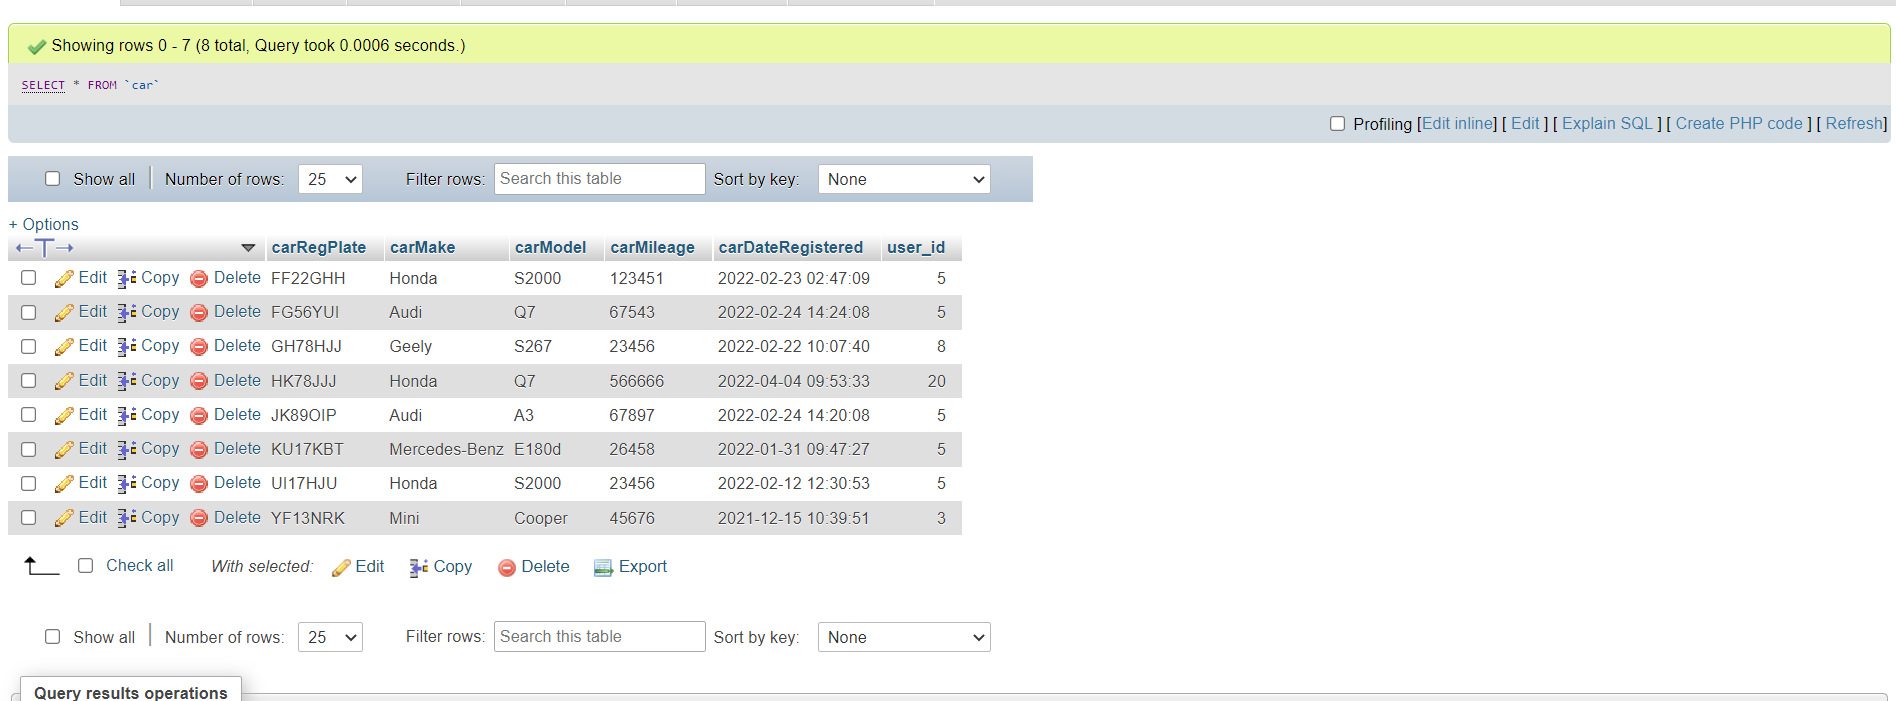 Showing rows 0 - 7 (8 total, Query took 0.0006 seconds.)
SELECT * FROM `car`
Profiling [Edit inline] [ Edit ] [ Explain SQL ] [ Create PHP code ] [ Refresh]
Show all Number of rows: 25 Filter rows: Search this table Sort by key: None
+ Options
carRegPlate carMake carModel carMileage carDateRegistered user_id
Edit Copy Delete FF22GHH Honda S2000 123451 2022-02-23 02:47:09 5
Edit Copy Delete FG56YUI Audi Q7 67543 2022-02-24 14:24:08 5
Edit Copy Delete GH78HJJ Geely S267 23456 2022-02-22 10:07:40 8
Edit Copy Delete HK78JJJ Honda Q7 566666 2022-04-04 09:53:33 20
Edit Copy Delete JK89OIP Audi A3 67897 2022-02-24 14:20:08 5
Edit Copy Delete KU17KBT Mercedes-Benz E180d 26458 2022-01-31 09:47:27 5
Edit Copy Delete UI17HJU Honda S2000 23456 2022-02-12 12:30:53 5
Edit Copy Delete YF13NRK Mini Cooper 45676 2021-12-15 10:39:51 3
Check all With selected: Edit Copy Delete Export
Show all Number of rows: 25 Filter rows: Search this table Sort by key: None
Query results operations